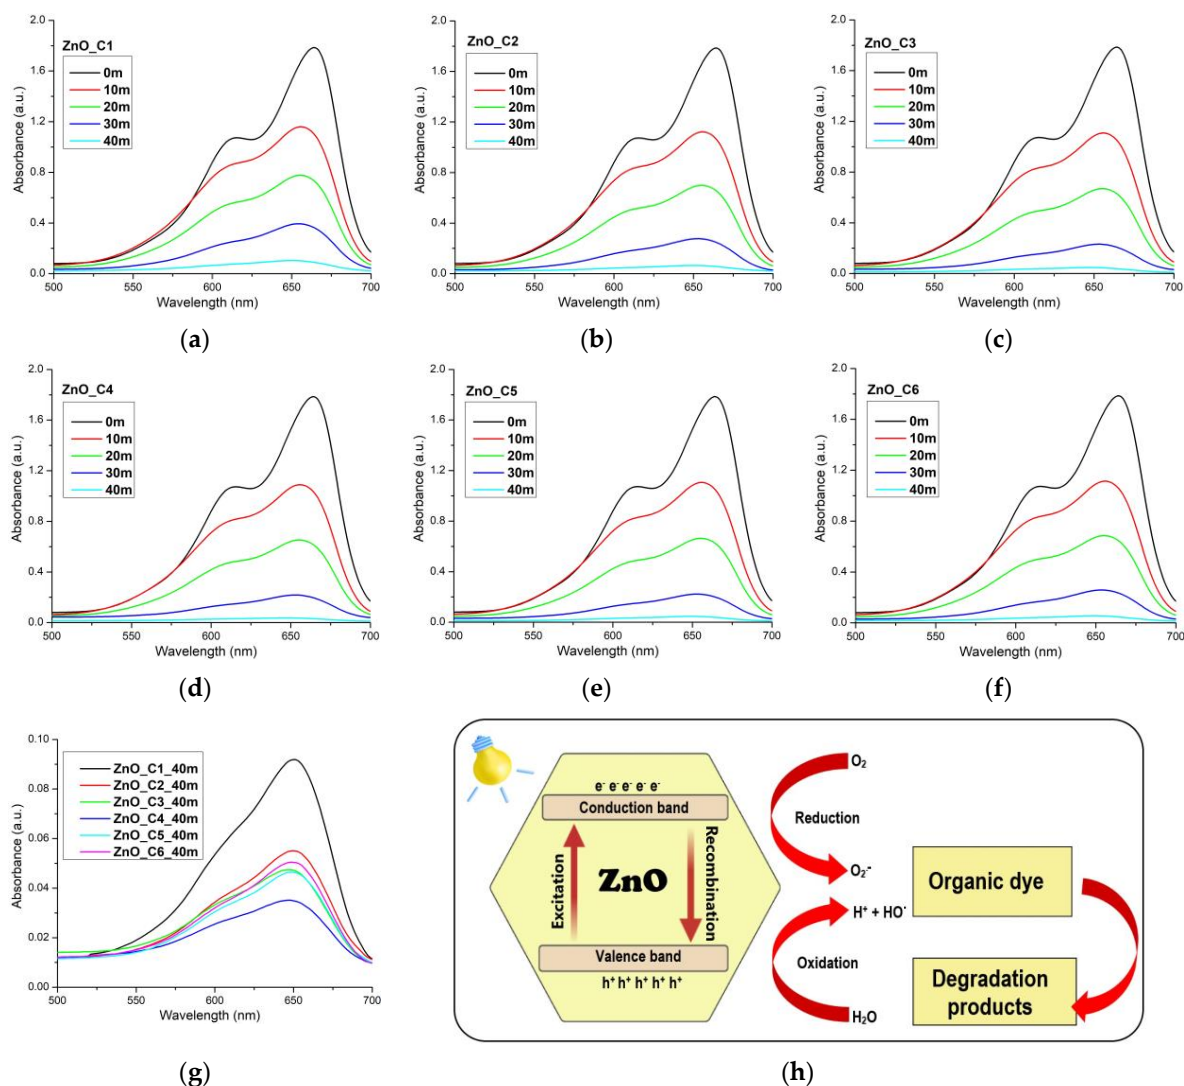 ZnO_C1
0m
10m
20m
30m
40m
Absorbance (a.u.)
2.0
1.6
1.2
0.8
0.4
0.0
500 550 600 650 700
Wavelength (nm)
(a)
ZnO_C2
0m
10m
20m
30m
40m
Absorbance (a.u.)
2.0
1.6
1.2
0.8
0.4
0.0
500 550 600 650 700
Wavelength (nm)
(b)
ZnO_C3
0m
10m
20m
30m
40m
Absorbance (a.u.)
2.0
1.6
1.2
0.8
0.4
0.0
500 550 600 650 700
Wavelength (nm)
(c)
ZnO_C4
0m
10m
20m
30m
40m
Absorbance (a.u.)
2.0
1.6
1.2
0.8
0.4
0.0
500 550 600 650 700
Wavelength (nm)
(d)
ZnO_C5
0m
10m
20m
30m
40m
Absorbance (a.u.)
2.0
1.6
1.2
0.8
0.4
0.0
500 550 600 650 700
Wavelength (nm)
(e)
ZnO_C6
0m
10m
20m
30m
40m
Absorbance (a.u.)
2.0
1.6
1.2
0.8
0.4
0.0
500 550 600 650 700
Wavelength (nm)
(f)
ZnO_C1_40m
ZnO_C2_40m
ZnO_C3_40m
ZnO_C4_40m
ZnO_C5_40m
ZnO_C6_40m
Absorbance (a.u.)
0.10
0.08
0.06
0.04
0.02
0.00
500 550 600 650 700
Wavelength (nm)
(g)
e⁻ e⁻ e⁻ e⁻ e⁻
Conduction band
Excitation
ZnO
Recombination
Valence band
h⁺ h⁺ h⁺ h⁺ h⁺
O₂
Reduction
O₂⁻
H⁺ + HO˙
Oxidation
H₂O
Organic dye
Degradation
products
(h)